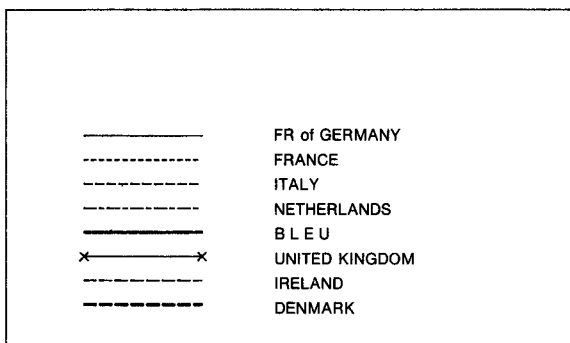 FR of GERMANY
FRANCE
ITALY
NETHERLANDS
B L E U
UNITED KINGDOM
IRELAND
DENMARK